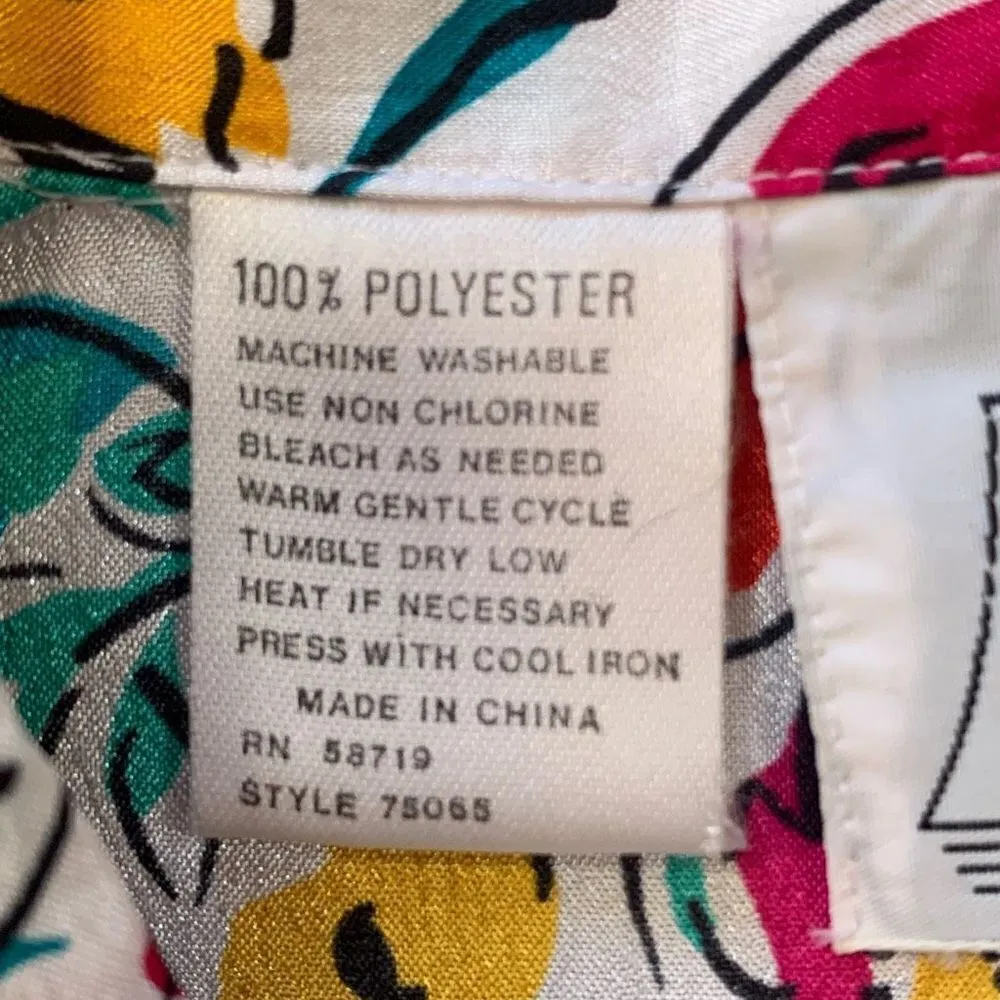 100% POLYESTER
MACHINE WASHABLE
USE NON CHLORINE
BLEACH AS NEEDED
WARM GENTLE CYCLE
TUMBLE DRY LOW
HEAT IF NECESSARY
PRESS WITH COOL IRON
MADE IN CHINA
RN 58719
STYLE 75065